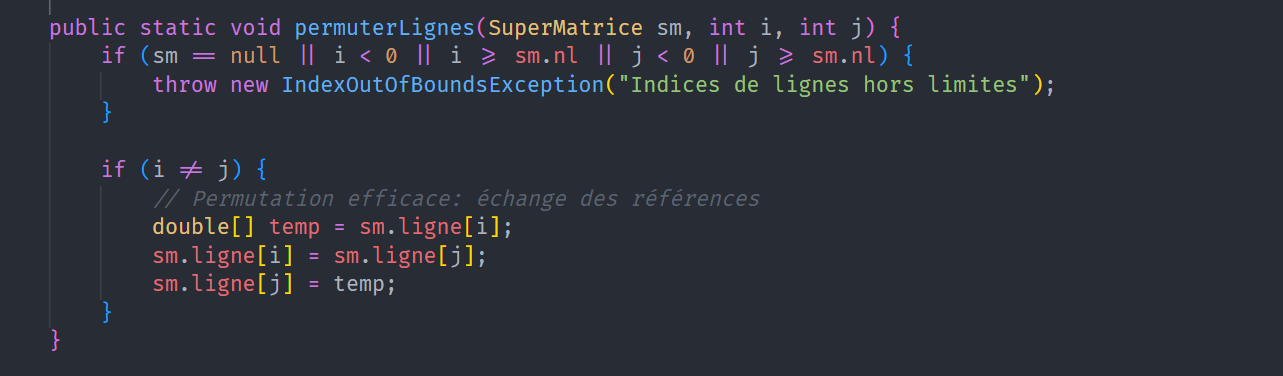 public static void permuterLignes(SuperMatrice sm, int i, int j) {
    if (sm == null || i < 0 || i >= sm.nl || j < 0 || j >= sm.nl) {
        throw new IndexOutOfBoundsException("Indices de lignes hors limites");
    }

    if (i != j) {
        // Permutation efficace: échange des références
        double[] temp = sm.ligne[i];
        sm.ligne[i] = sm.ligne[j];
        sm.ligne[j] = temp;
    }
}